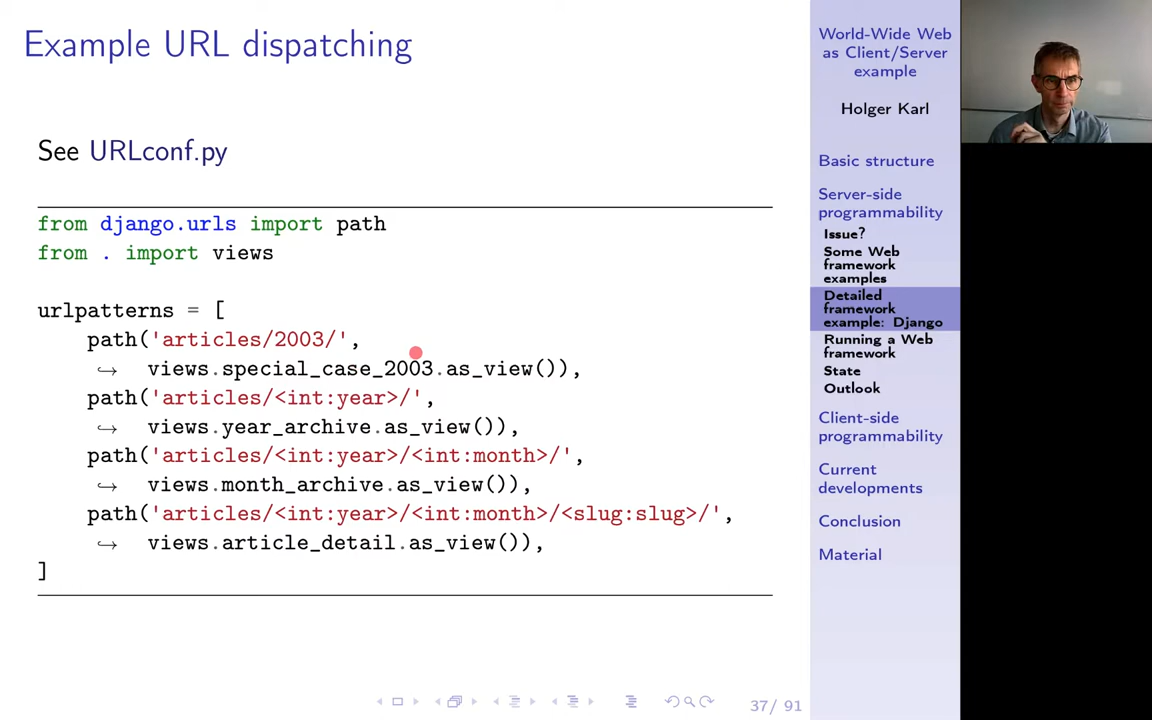 Example URL dispatching
See URLconf.py
from django.urls import path
from . import views
urlpatterns = [
path('articles/2003/',
↪ views.special_case_2003.as_view()),
path('articles/<int:year>/',
↪ views.year_archive.as_view()),
path('articles/<int:year>/<int:month>/',
↪ views.month_archive.as_view()),
path('articles/<int:year>/<int:month>/<slug:slug>/',
↪ views.article_detail.as_view()),
]
37/ 91
World-Wide Web
as Client/Server
example
Holger Karl
Basic structure
Server-side
programmability
Issue?
Some Web
framework
examples
Detailed
framework
example: Django
Running a Web
framework
State
Outlook
Client-side
programmability
Current
developments
Conclusion
Material